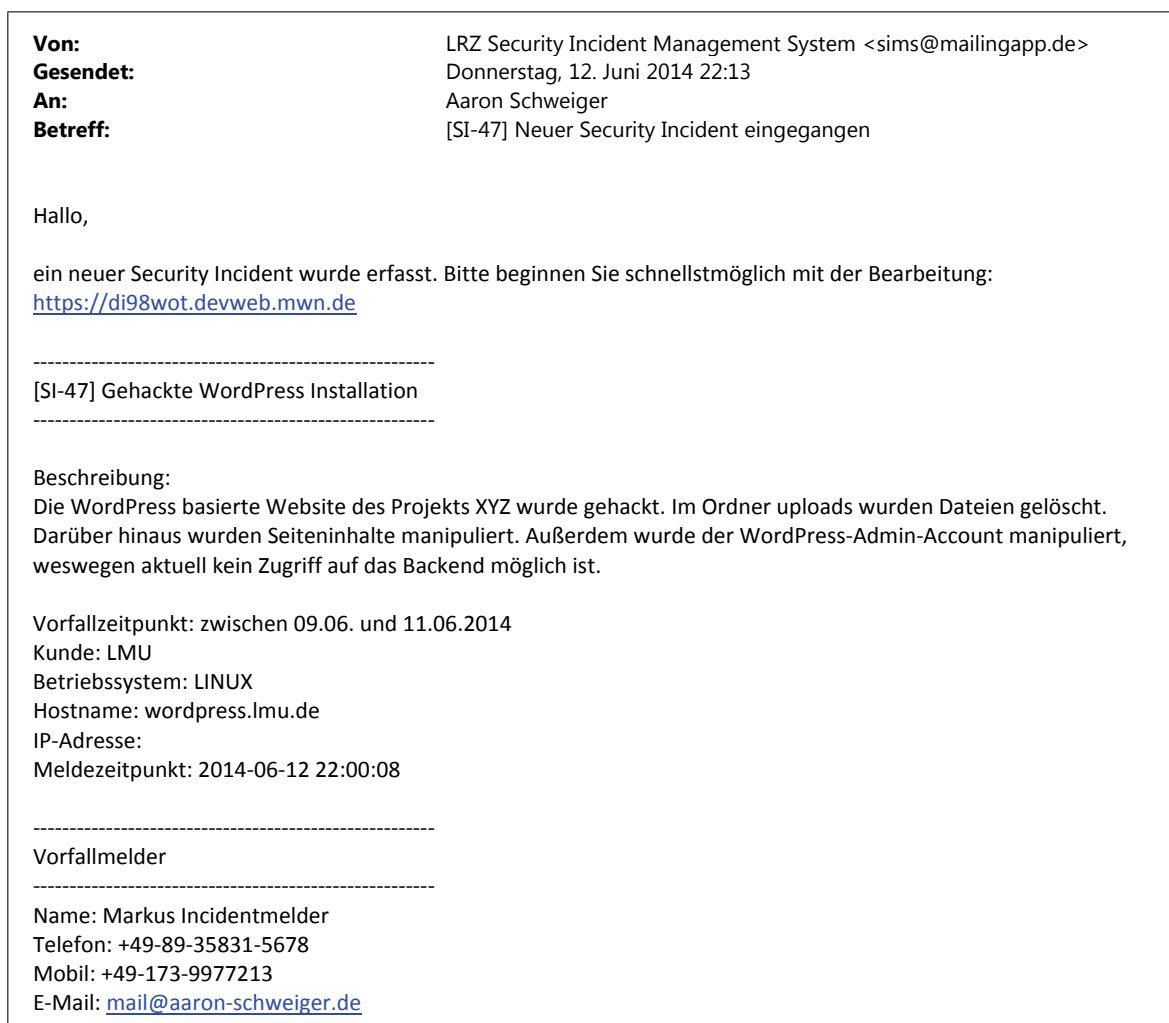 Von: LRZ Security Incident Management System <sims@mailingapp.de>
Gesendet: Donnerstag, 12. Juni 2014 22:13
An: Aaron Schweiger
Betreff: [SI-47] Neuer Security Incident eingegangen
Hallo,
ein neuer Security Incident wurde erfasst. Bitte beginnen Sie schnellstmöglich mit der Bearbeitung:
https://di98wot.devweb.mwn.de
-------------------------------------------------------
[SI-47] Gehackte WordPress Installation
-------------------------------------------------------
Beschreibung:
Die WordPress basierte Website des Projekts XYZ wurde gehackt. Im Ordner uploads wurden Dateien gelöscht.
Darüber hinaus wurden Seiteninhalte manipuliert. Außerdem wurde der WordPress-Admin-Account manipuliert,
weswegen aktuell kein Zugriff auf das Backend möglich ist.
Vorfallzeitpunkt: zwischen 09.06. und 11.06.2014
Kunde: LMU
Betriebssystem: LINUX
Hostname: wordpress.lmu.de
IP-Adresse:
Meldezeitpunkt: 2014-06-12 22:00:08
-------------------------------------------------------
Vorfallmelder
-------------------------------------------------------
Name: Markus Incidentmelder
Telefon: +49-89-35831-5678
Mobil: +49-173-9977213
E-Mail: mail@aaron-schweiger.de